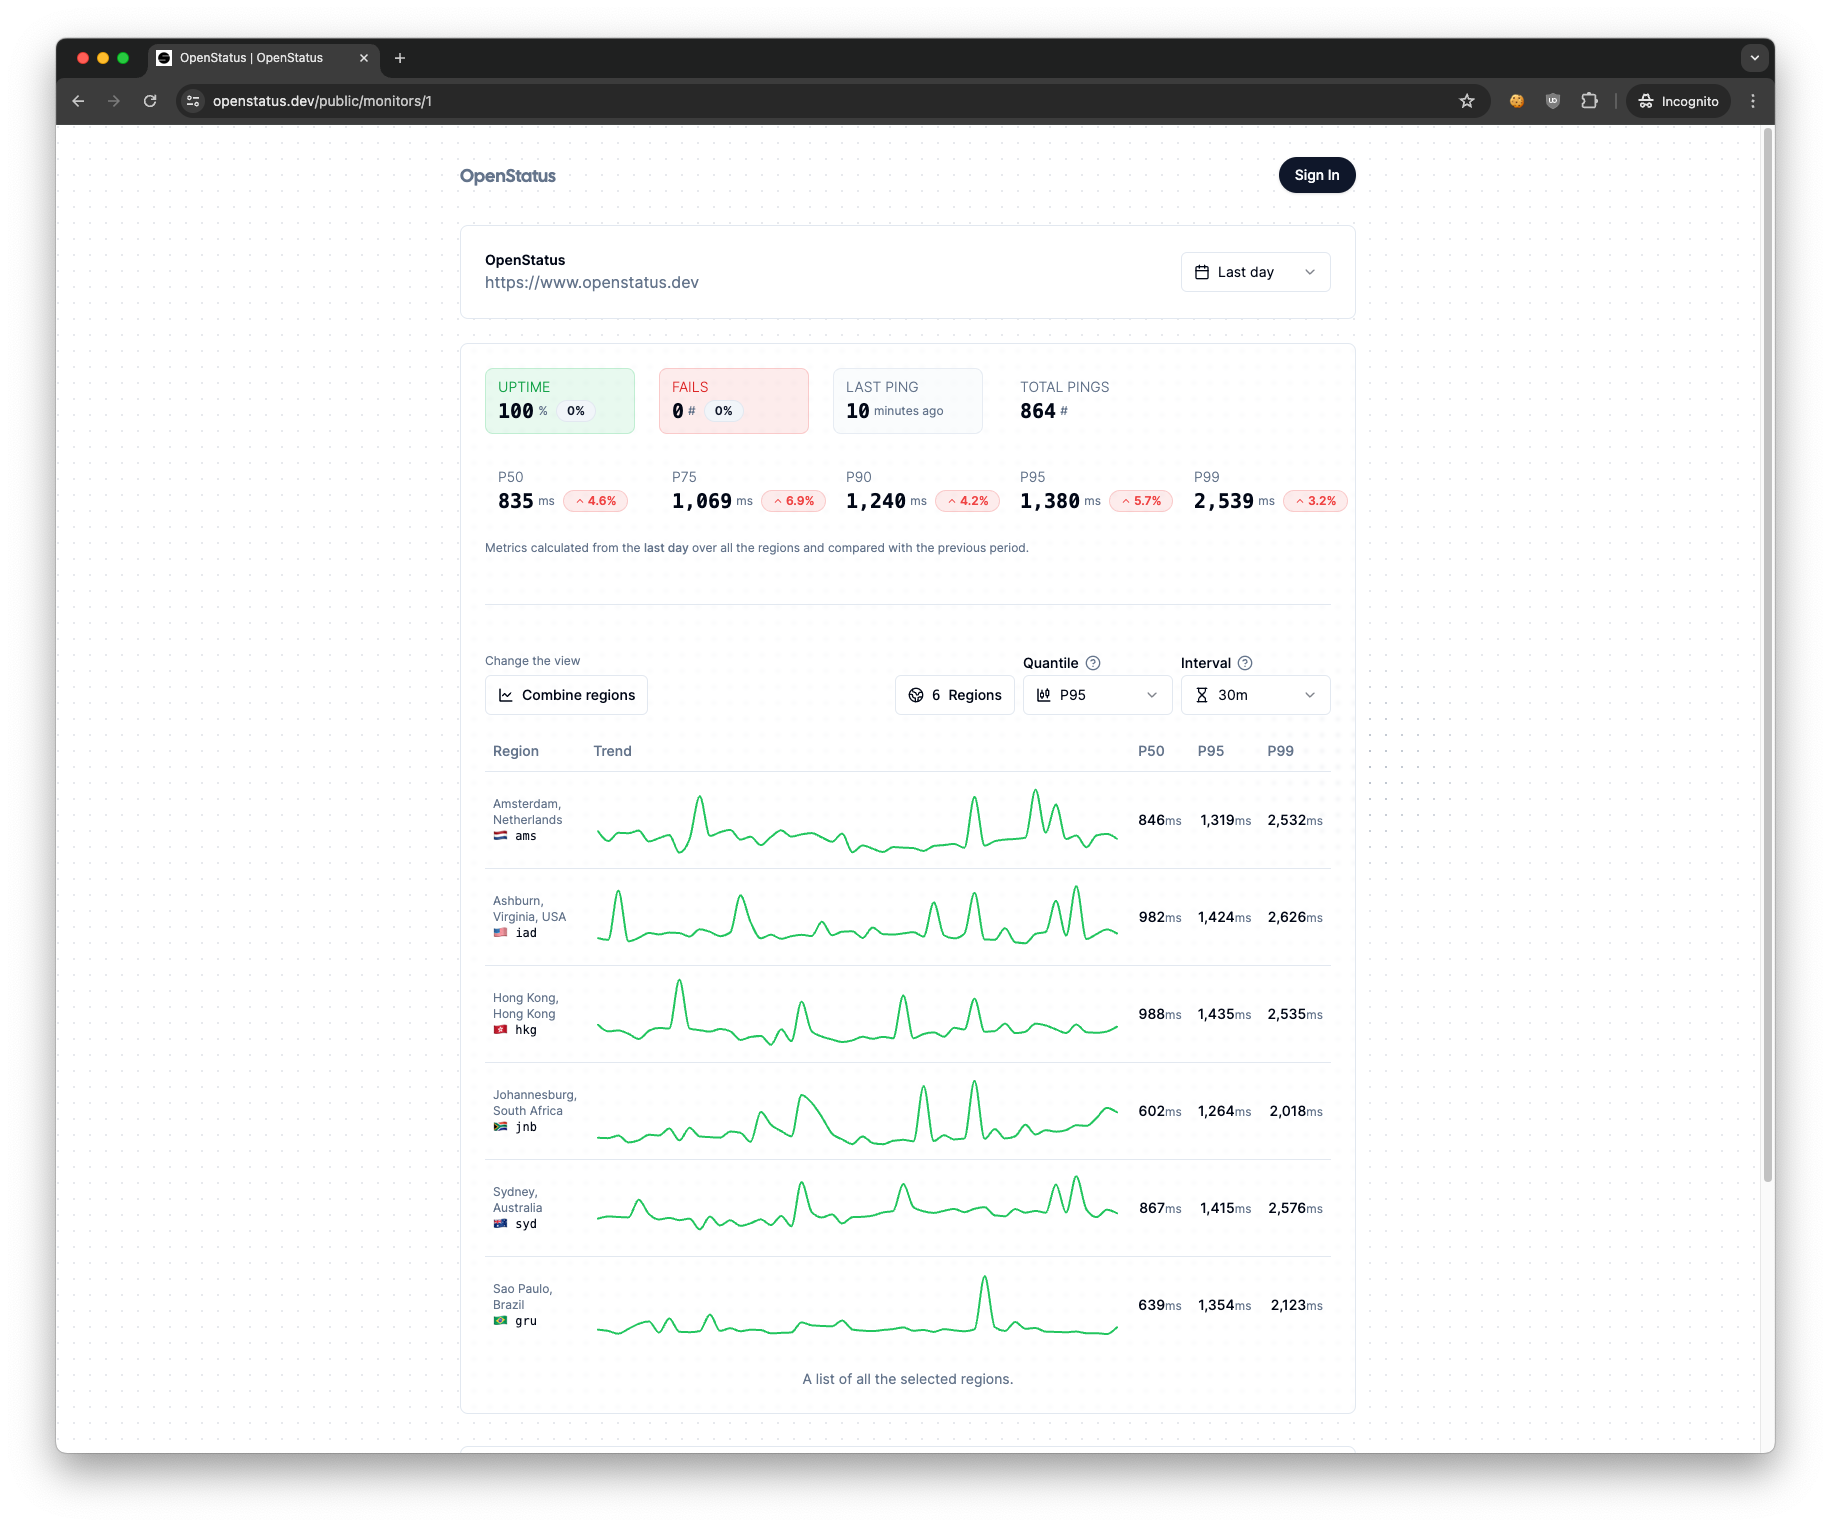 OpenStatus | OpenStatus
openstatus.dev/public/monitors/1
Incognito
OpenStatus
Sign In
OpenStatus
https://www.openstatus.dev
Last day
UPTIME
100 % 0%
FAILS
0 # 0%
LAST PING
10 minutes ago
TOTAL PINGS
864 #
P50
835 ms 4.6%
P75
1,069 ms 6.9%
P90
1,240 ms 4.2%
P95
1,380 ms 5.7%
P99
2,539 ms 3.2%
Metrics calculated from the last day over all the regions and compared with the previous period.
Change the view
Combine regions
6 Regions
Quantile
P95
Interval
30m
Region Trend P50 P95 P99
Amsterdam,
Netherlands
ams
846ms 1,319ms 2,532ms
Ashburn,
Virginia, USA
iad
982ms 1,424ms 2,626ms
Hong Kong,
Hong Kong
hkg
988ms 1,435ms 2,535ms
Johannesburg,
South Africa
jnb
602ms 1,264ms 2,018ms
Sydney,
Australia
syd
867ms 1,415ms 2,576ms
Sao Paulo,
Brazil
gru
639ms 1,354ms 2,123ms
A list of all the selected regions.